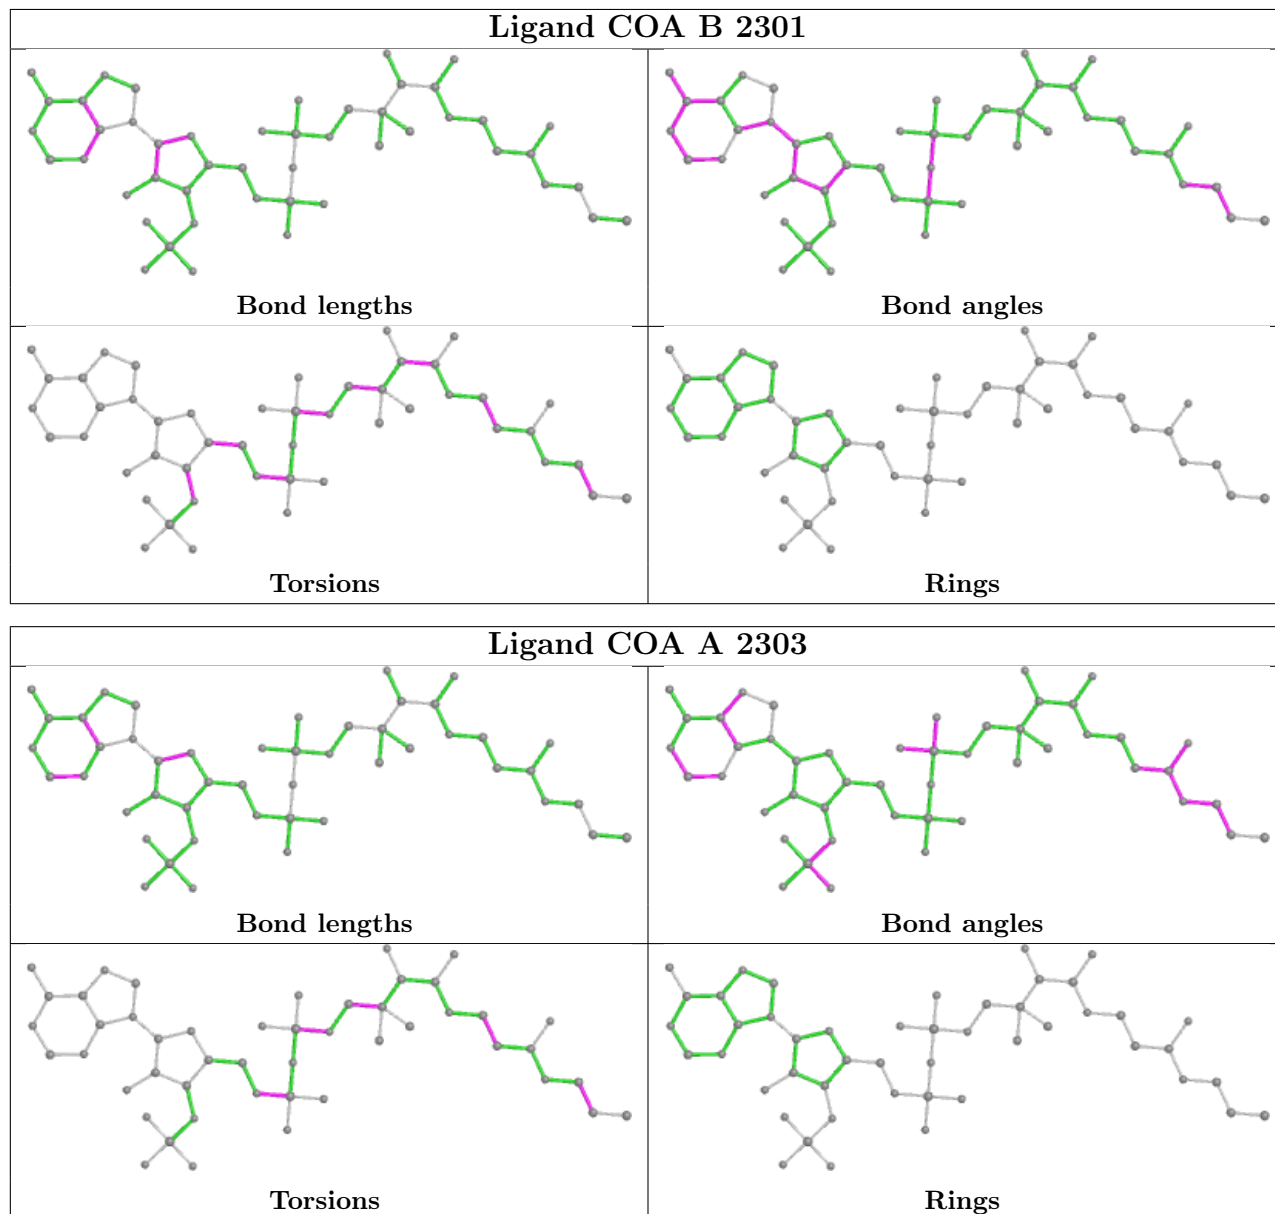 Ligand COA B 2301
Bond lengths
Bond angles
Torsions
Rings
Ligand COA A 2303
Bond lengths
Bond angles
Torsions
Rings